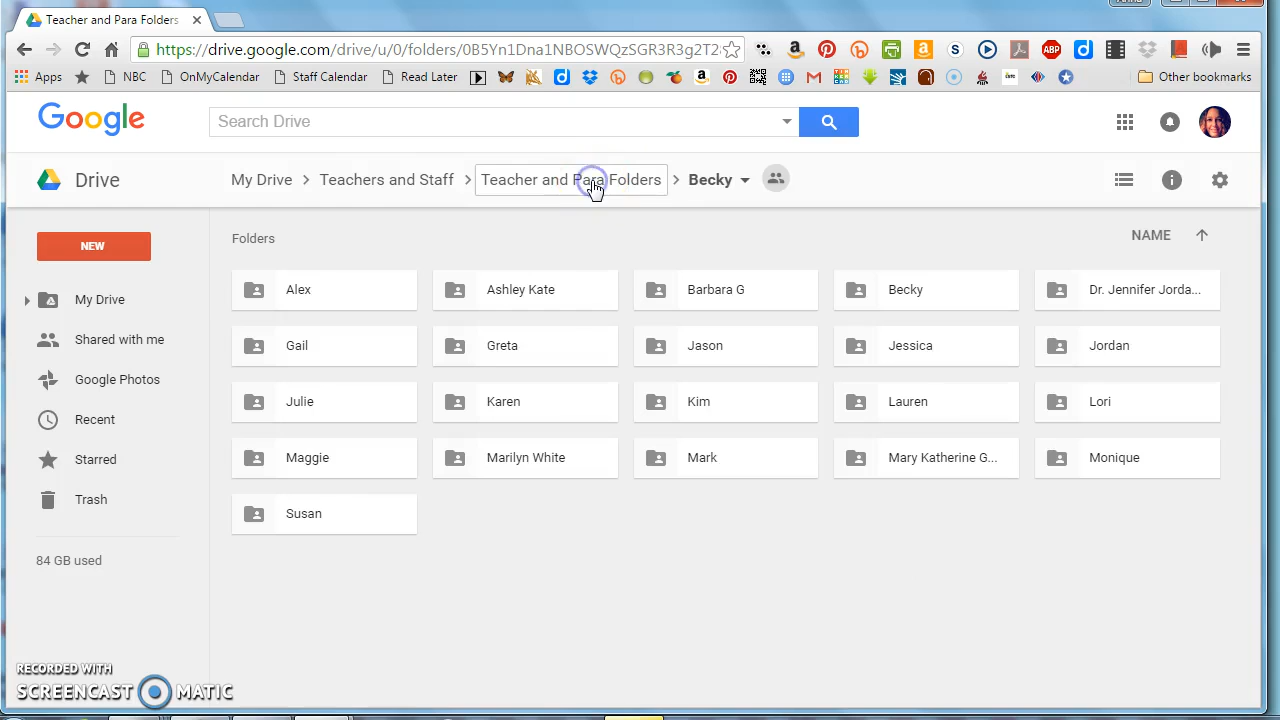 Teacher and Para Folders
https://drive.google.com/drive/u/0/folders/0B5Yn1Dna1NBOSWQzSGR3R3g2T2
Apps
NBC
OnMyCalendar
Staff Calendar
Read Later
Other bookmarks
Google
Search Drive
Drive
My Drive > Teachers and Staff > Teacher and Para Folders > Becky
NEW
My Drive
Shared with me
Google Photos
Recent
Starred
Trash
84 GB used
Folders
NAME
Alex
Ashley Kate
Barbara G
Becky
Dr. Jennifer Jorda...
Gail
Greta
Jason
Jessica
Jordan
Julie
Karen
Kim
Lauren
Lori
Maggie
Marilyn White
Mark
Mary Katherine G...
Monique
Susan
RECORDED WITH
SCREENCAST MATIC